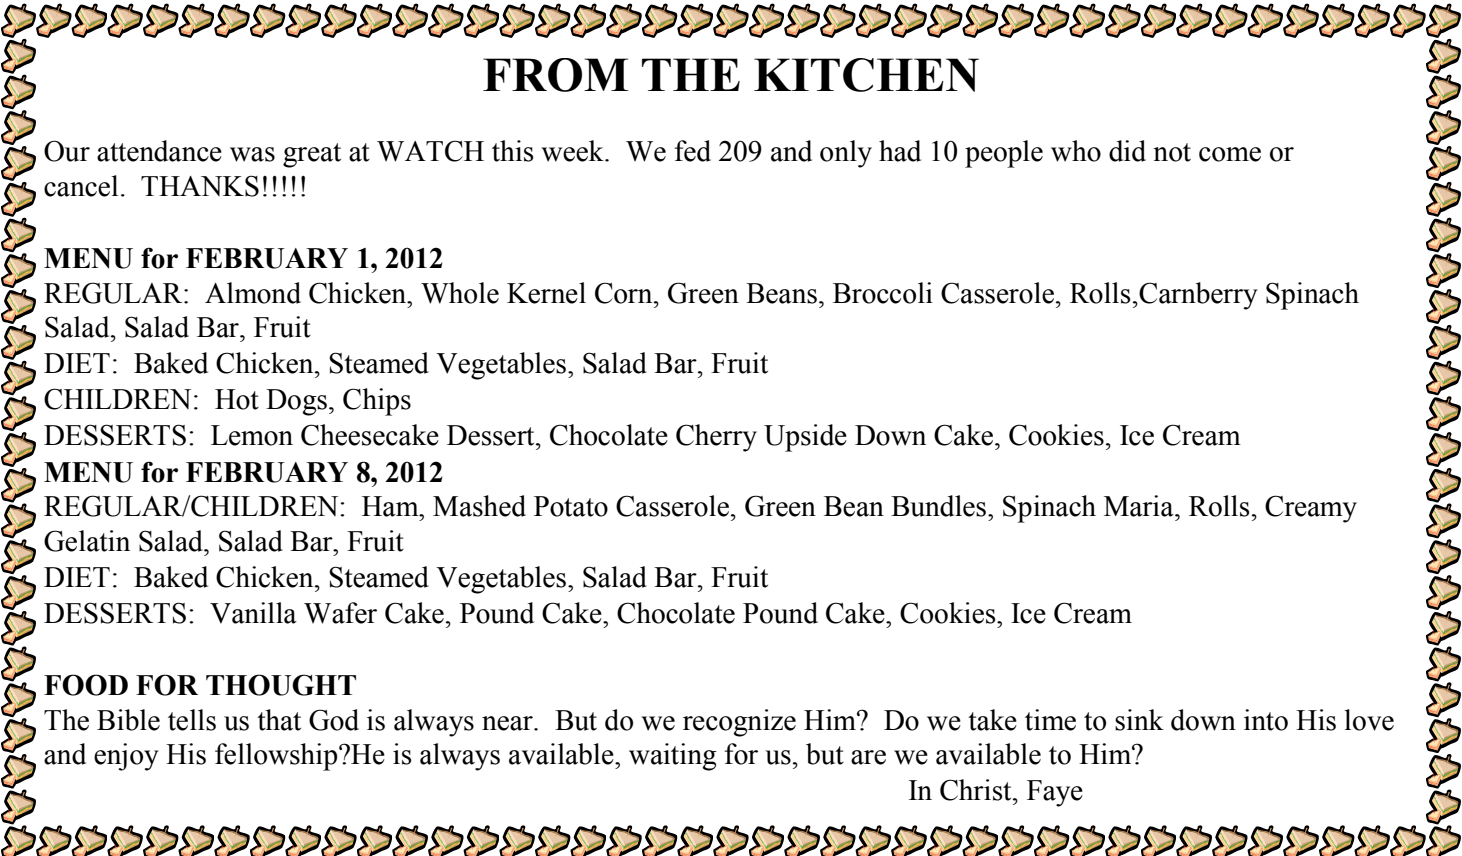 FROM THE KITCHEN
Our attendance was great at WATCH this week.  We fed 209 and only had 10 people who did not come or
cancel.  THANKS!!!!!
MENU for FEBRUARY 1, 2012
REGULAR:  Almond Chicken, Whole Kernel Corn, Green Beans, Broccoli Casserole, Rolls,Carnberry Spinach
Salad, Salad Bar, Fruit
DIET:  Baked Chicken, Steamed Vegetables, Salad Bar, Fruit
CHILDREN:  Hot Dogs, Chips
DESSERTS:  Lemon Cheesecake Dessert, Chocolate Cherry Upside Down Cake, Cookies, Ice Cream
MENU for FEBRUARY 8, 2012
REGULAR/CHILDREN:  Ham, Mashed Potato Casserole, Green Bean Bundles, Spinach Maria, Rolls, Creamy
Gelatin Salad, Salad Bar, Fruit
DIET:  Baked Chicken, Steamed Vegetables, Salad Bar, Fruit
DESSERTS:  Vanilla Wafer Cake, Pound Cake, Chocolate Pound Cake, Cookies, Ice Cream
FOOD FOR THOUGHT
The Bible tells us that God is always near.  But do we recognize Him?  Do we take time to sink down into His love
and enjoy His fellowship?He is always available, waiting for us, but are we available to Him?
In Christ, Faye